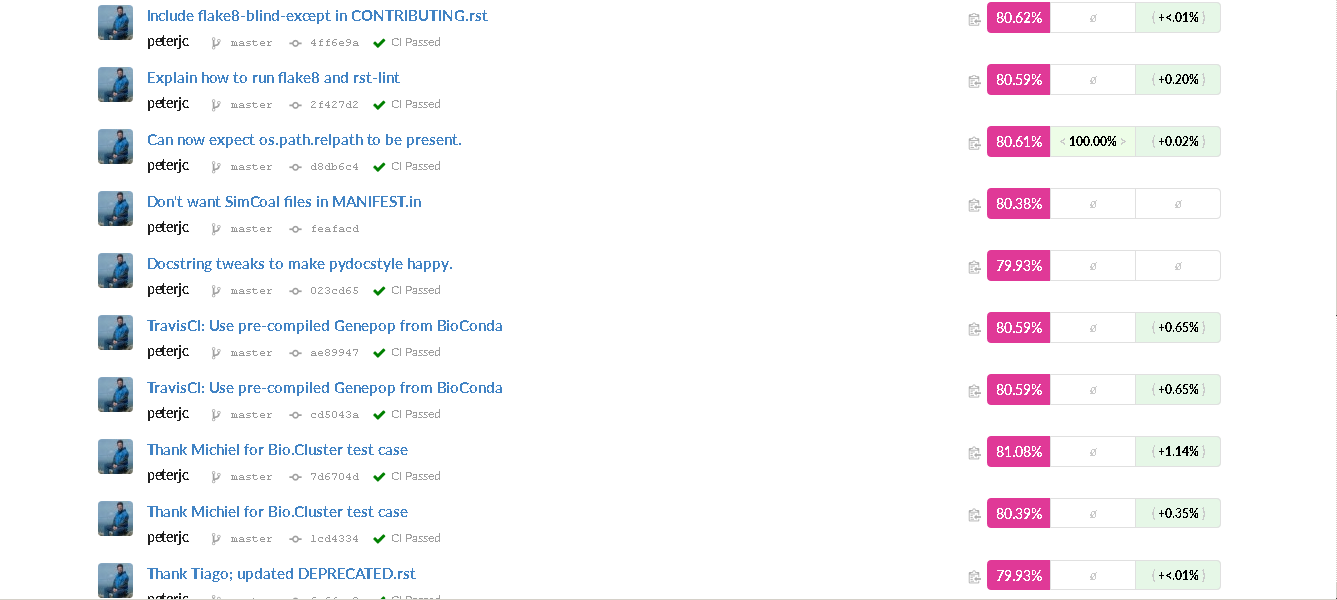 Include flake8-blind-except in CONTRIBUTING.rst
80.62% ø (+<.01%)
peterjc master 4ff6e9a CI Passed
Explain how to run flake8 and rst-lint
80.59% ø (+0.20%)
peterjc master 2f427d2 CI Passed
Can now expect os.path.relpath to be present.
80.61% <100.00%> (+0.02%)
peterjc master d8db6c4 CI Passed
Don't want SimCoal files in MANIFEST.in
80.38% ø ø
peterjc master feafacd
Docstring tweaks to make pydocstyle happy.
79.93% ø ø
peterjc master 023cd65 CI Passed
TravisCI: Use pre-compiled Genepop from BioConda
80.59% ø (+0.65%)
peterjc master ae89947 CI Passed
TravisCI: Use pre-compiled Genepop from BioConda
80.59% ø (+0.65%)
peterjc master cd5043a CI Passed
Thank Michiel for Bio.Cluster test case
81.08% ø (+1.14%)
peterjc master 7d6704d CI Passed
Thank Michiel for Bio.Cluster test case
80.39% ø (+0.35%)
peterjc master 1cd4334 CI Passed
Thank Tiago; updated DEPRECATED.rst
79.93% ø (+<.01%)
peterjc master CI Passed